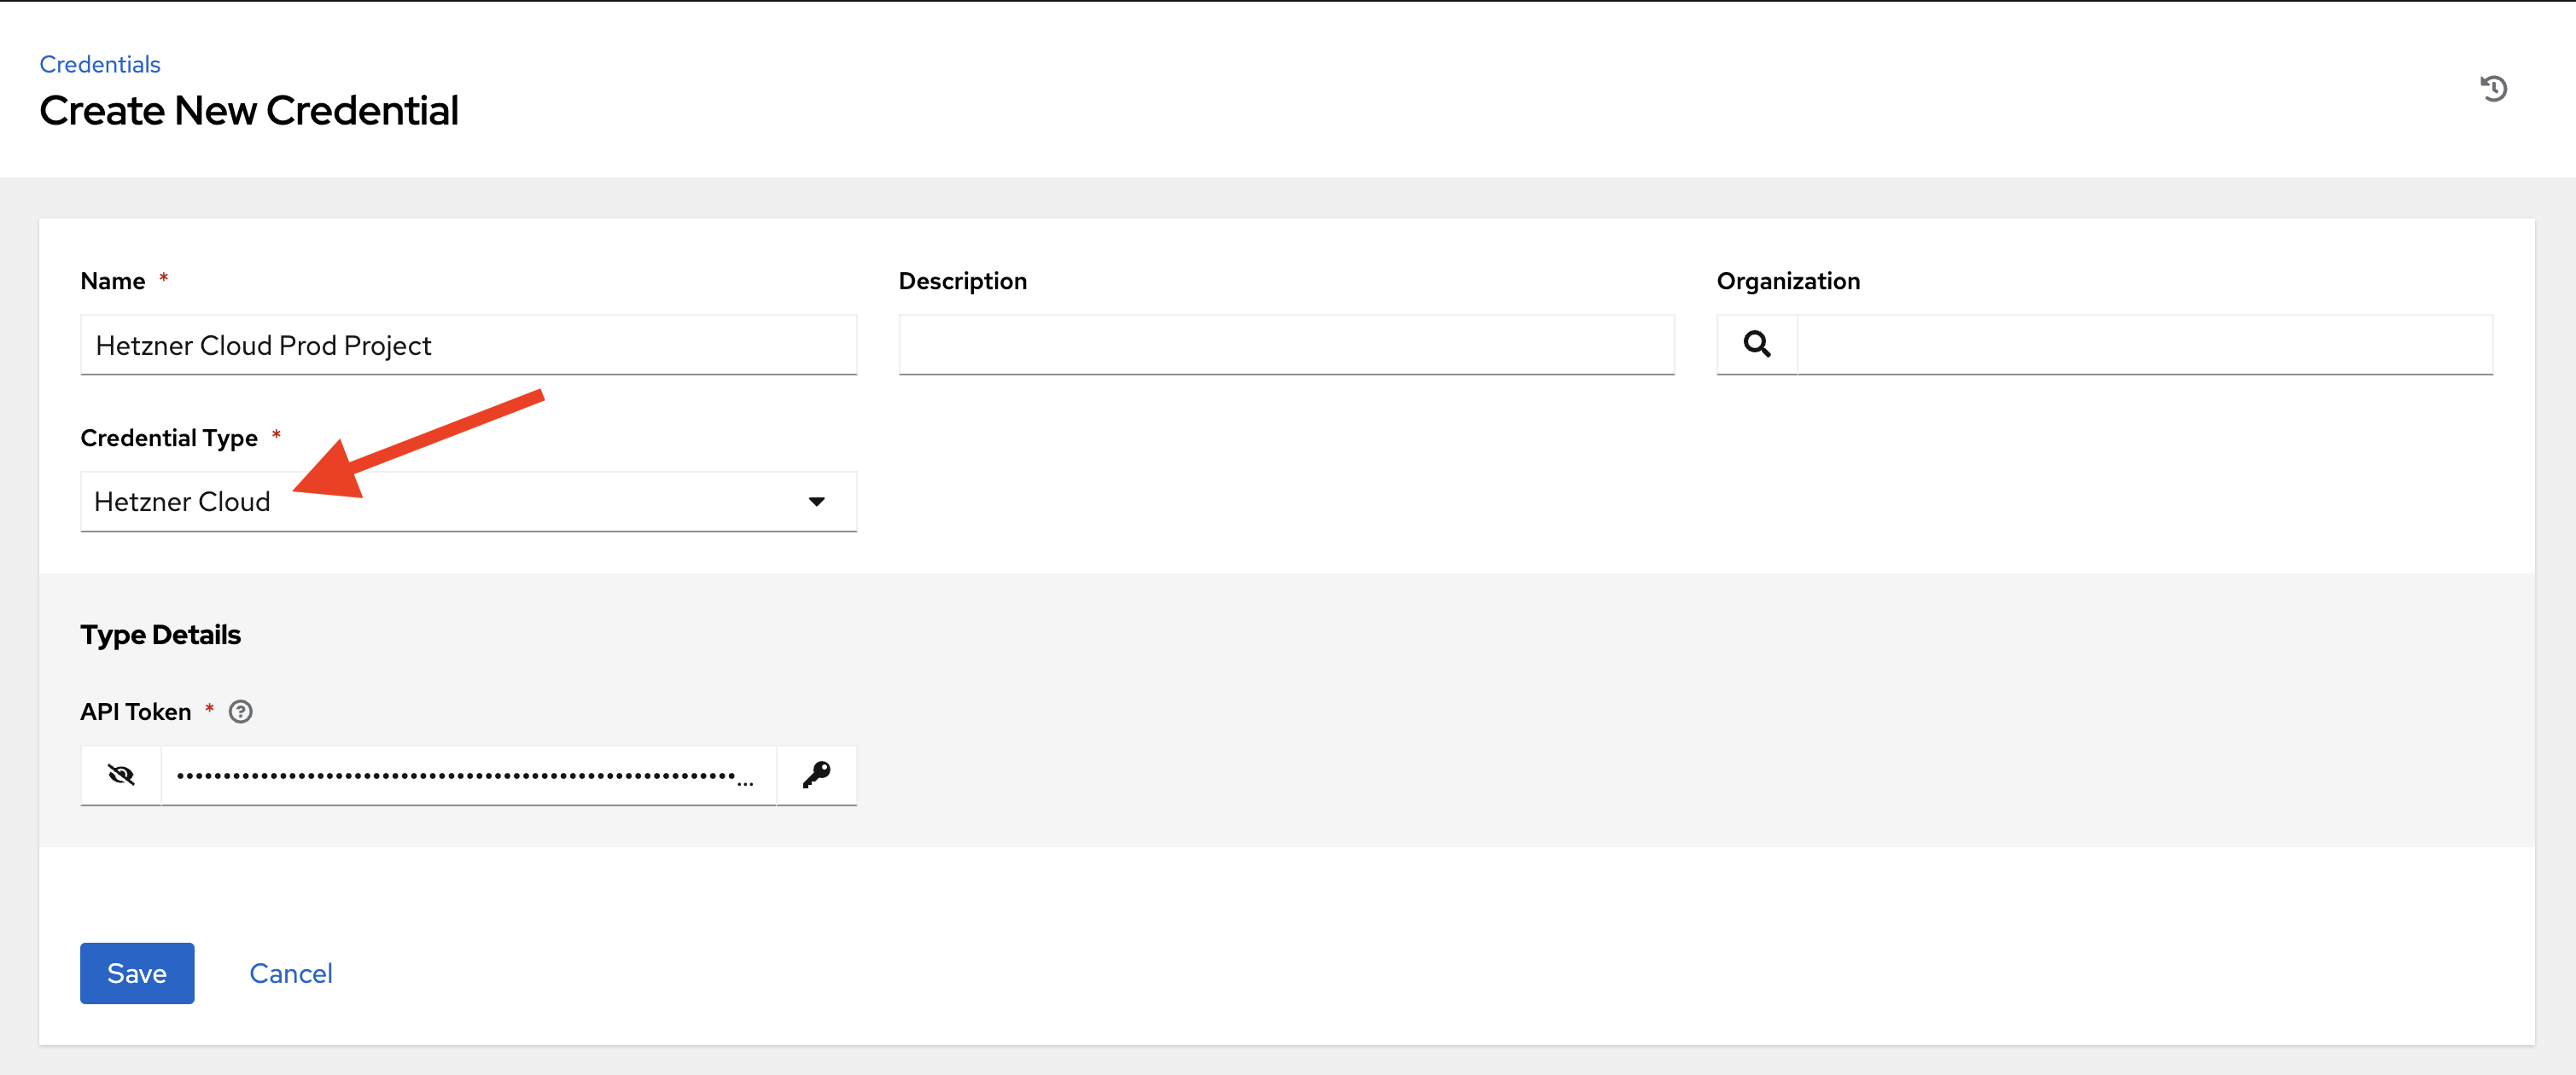 Credentials
Create New Credential
Name *
Description
Organization
Hetzner Cloud Prod Project
Credential Type *
Hetzner Cloud
Type Details
API Token *
Save
Cancel